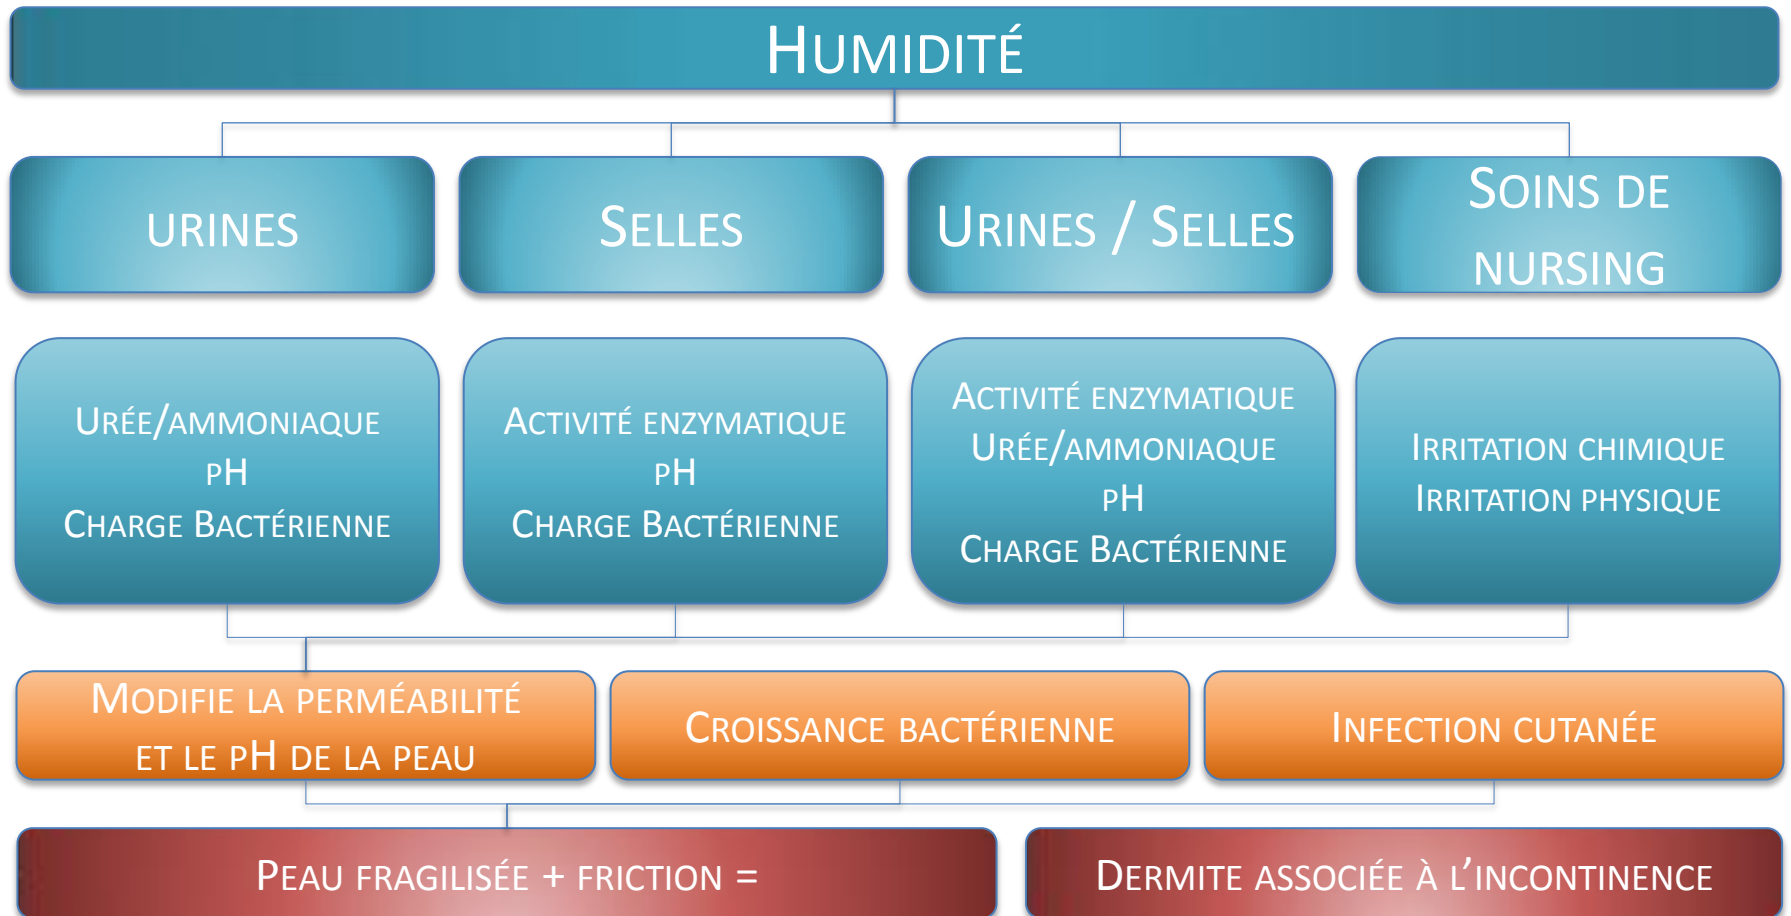 HUMIDITÉ
URINES
SELLES
URINES / SELLES
SOINS DE
NURSING
URÉE/AMMONIAQUE
PH
CHARGE BACTÉRIENNE
ACTIVITÉ ENZYMATIQUE
PH
CHARGE BACTÉRIENNE
ACTIVITÉ ENZYMATIQUE
URÉE/AMMONIAQUE
PH
CHARGE BACTÉRIENNE
IRRITATION CHIMIQUE
IRRITATION PHYSIQUE
MODIFIE LA PERMÉABILITÉ
ET LE PH DE LA PEAU
CROISSANCE BACTÉRIENNE
INFECTION CUTANÉE
PEAU FRAGILISÉE + FRICTION =
DERMITE ASSOCIÉE À L'INCONTINENCE